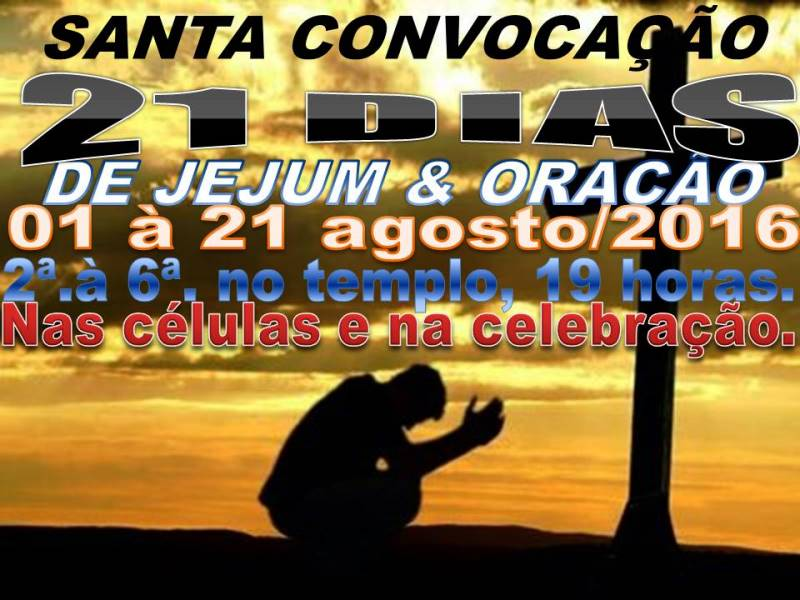 SANTA CONVOCAÇÃO
21 DIAS
DE JEJUM & ORACÃO
01 à 21 agosto/2016
2ª.à 6ª. no templo, 19 horas.
Nas células e na celebração.